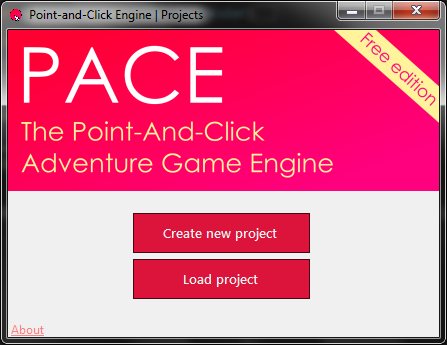 Point-and-Click Engine | Projects
PACE
Free edition
The Point-And-Click
Adventure Game Engine
Create new project
Load project
About